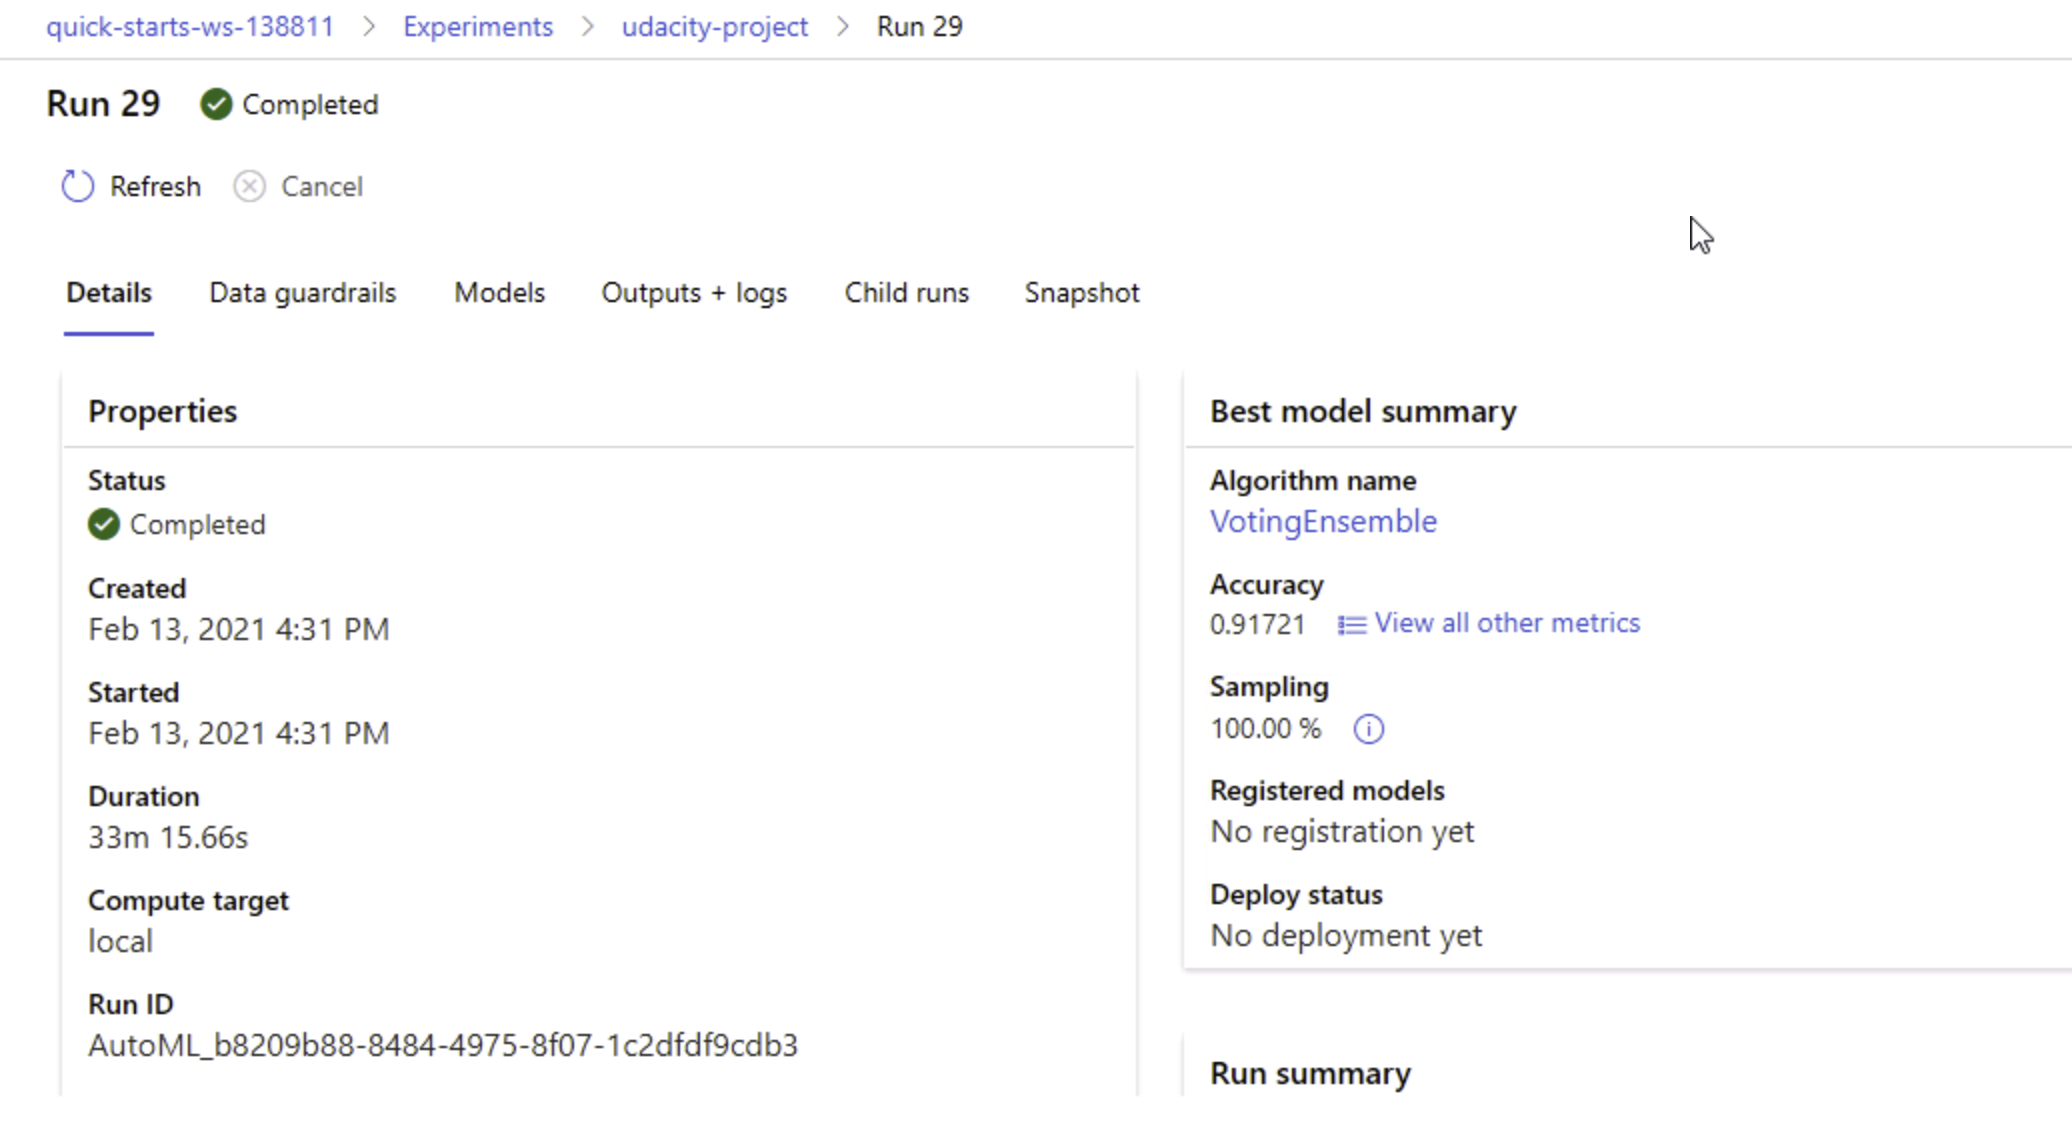 quick-starts-ws-138811 > Experiments > udacity-project > Run 29
Run 29 Completed
Refresh Cancel
Details Data guardrails Models Outputs + logs Child runs Snapshot
Properties
Status
Completed
Created
Feb 13, 2021 4:31 PM
Started
Feb 13, 2021 4:31 PM
Duration
33m 15.66s
Compute target
local
Run ID
AutoML_b8209b88-8484-4975-8f07-1c2dfdf9cdb3
Best model summary
Algorithm name
VotingEnsemble
Accuracy
0.91721 View all other metrics
Sampling
100.00 %
Registered models
No registration yet
Deploy status
No deployment yet
Run summary